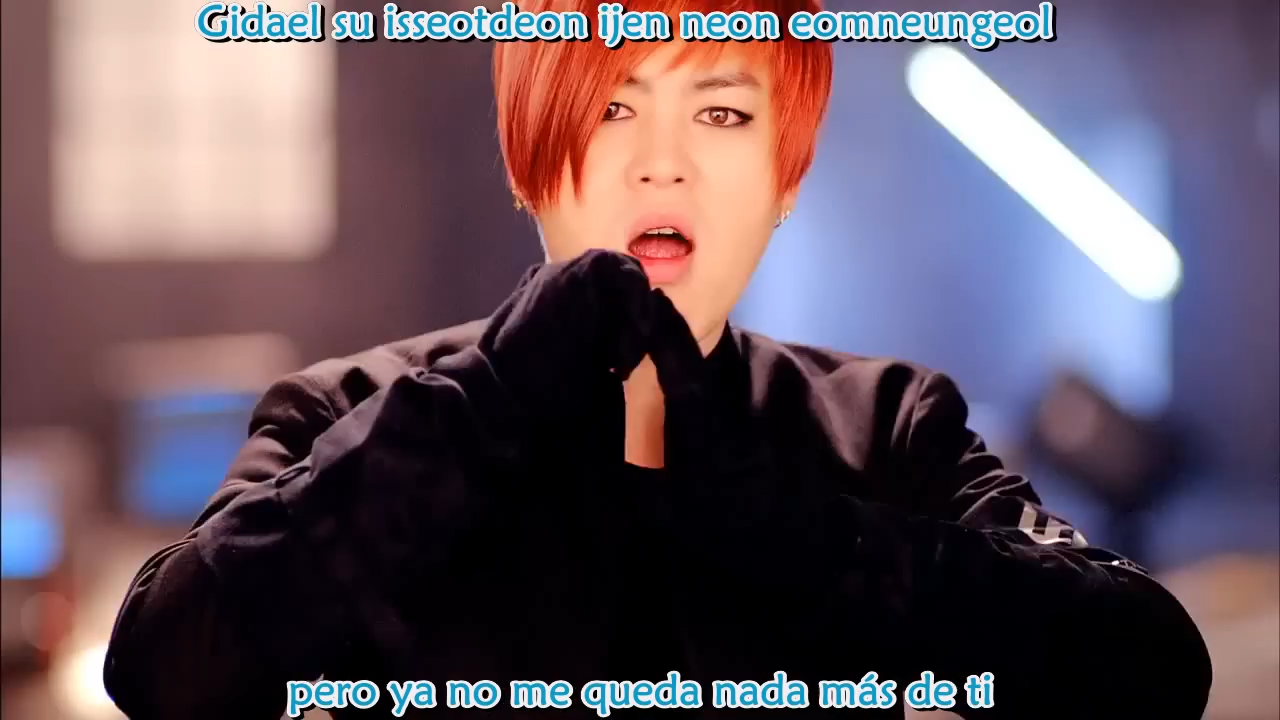 Gidael su isseotdeon ijen neon eomneungeol
pero ya no me queda nada más de ti